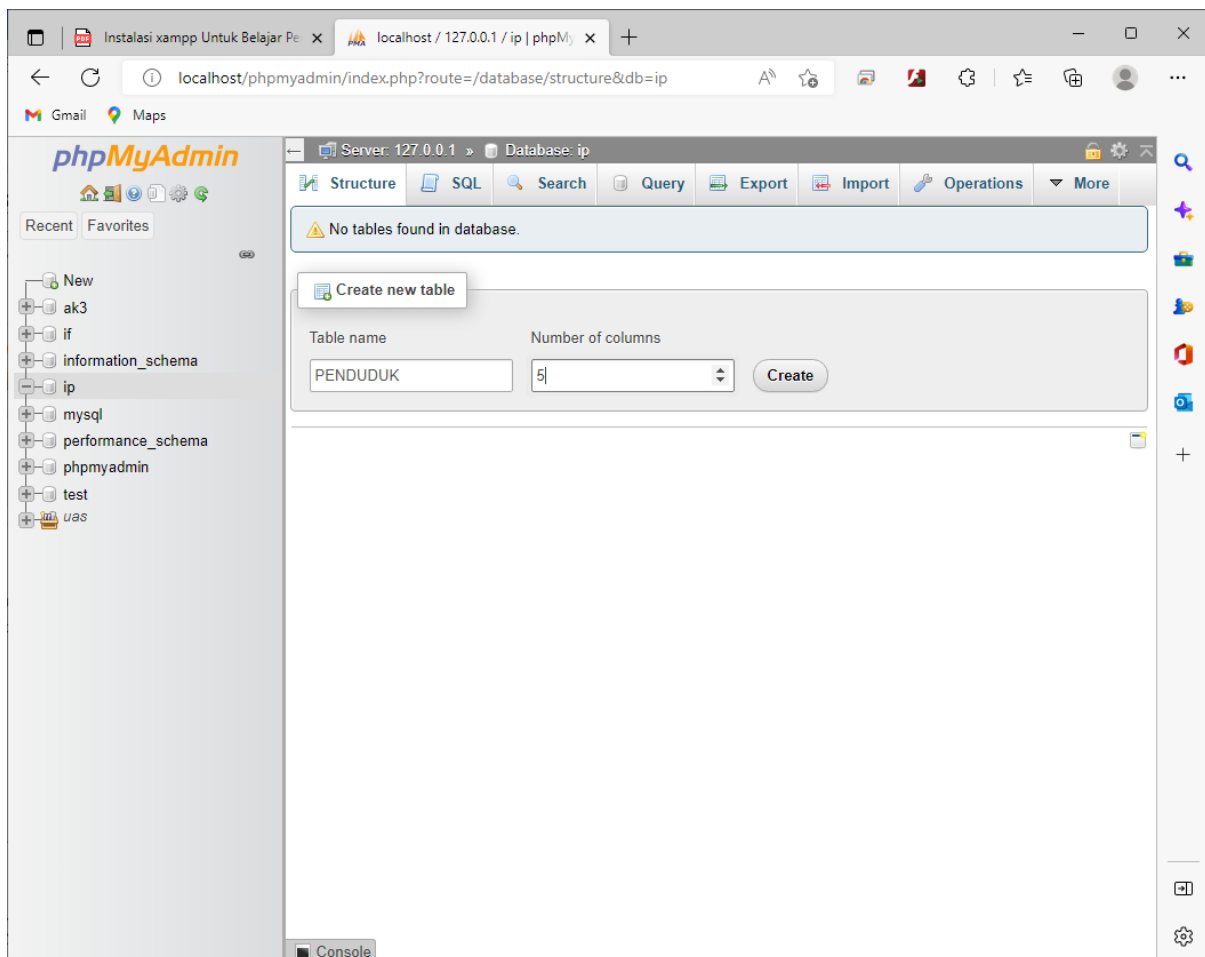 Instalasi xampp Untuk Belajar Pe
localhost / 127.0.0.1 / ip | phpMy
localhost/phpmyadmin/index.php?route=/database/structure&db=ip
Gmail Maps
phpMyAdmin
Recent Favorites
New
ak3
if
information_schema
ip
mysql
performance_schema
phpmyadmin
test
uas
Server: 127.0.0.1 » Database: ip
Structure SQL Search Query Export Import Operations More
No tables found in database.
Create new table
Table name Number of columns
PENDUDUK 5 Create
Console